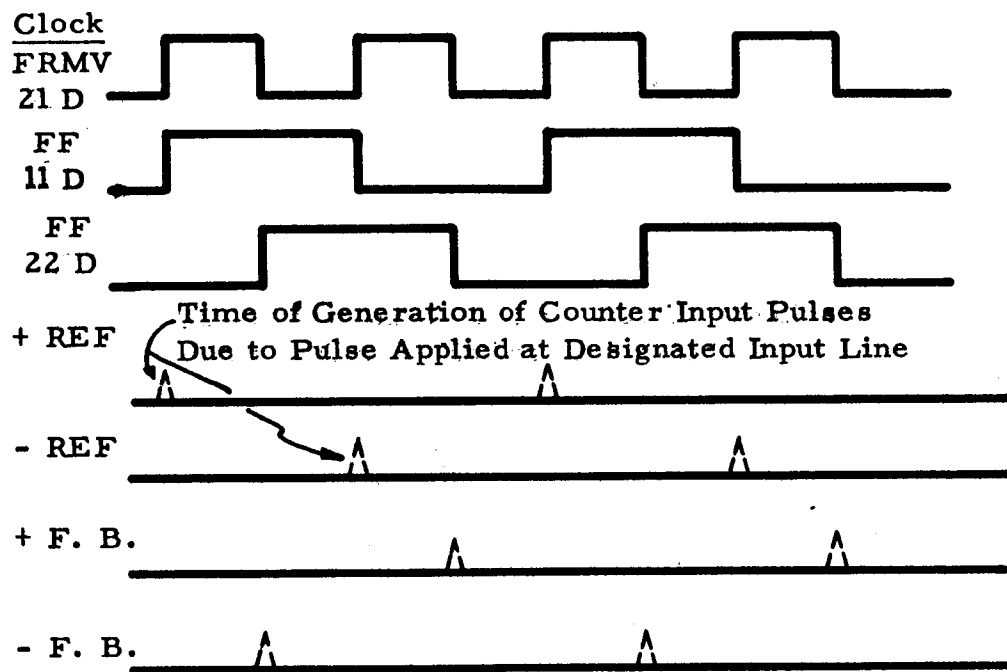 Clock
FRMV
21 D
FF
11 D
FF
22 D
Time of Generation of Counter Input Pulses
Due to Pulse Applied at Designated Input Line
+ REF
- REF
+ F. B.
- F. B.